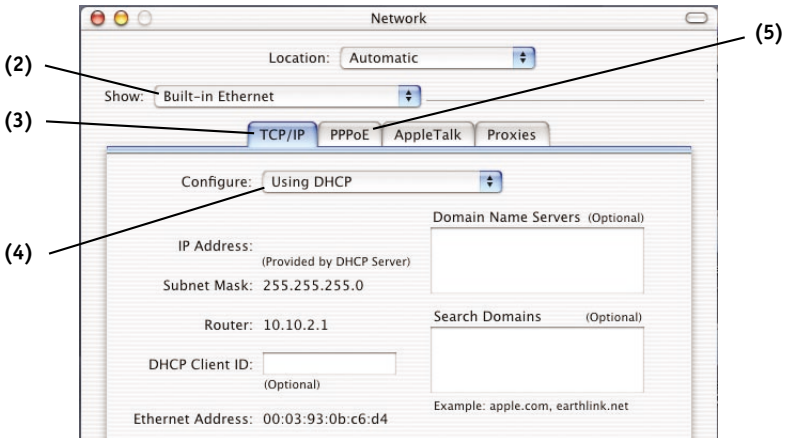 Network
(5)
Location: Automatic
(2)
Show: Built-in Ethernet
(3)
TCP/IP PPPoE AppleTalk Proxies
Configure: Using DHCP
(4)
Domain Name Servers (Optional)
IP Address:
(Provided by DHCP Server)
Subnet Mask: 255.255.255.0
Router: 10.10.2.1
Search Domains (Optional)
DHCP Client ID:
(Optional)
Example: apple.com, earthlink.net
Ethernet Address: 00:03:93:0b:c6:d4